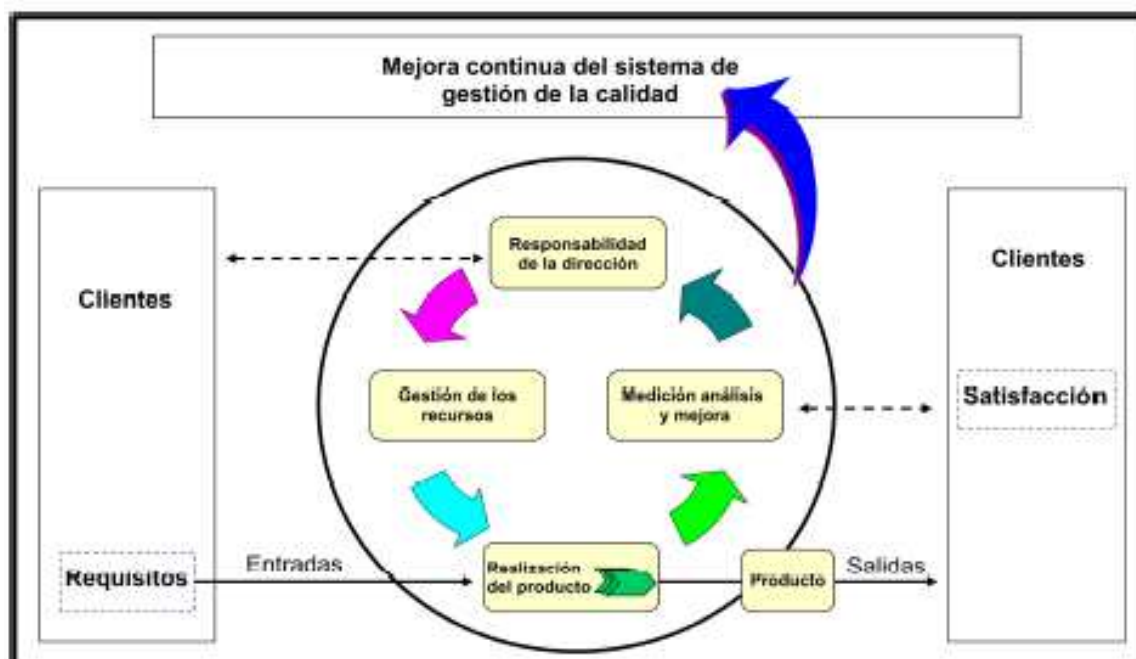 Mejora continua del sistema de
gestión de la calidad
Responsabilidad
de la dirección
Clientes
Clientes
Gestión de los
recursos
Medición análisis
y mejora
Satisfacción
Requisitos
Entradas
Realización
del producto
Producto
Salidas